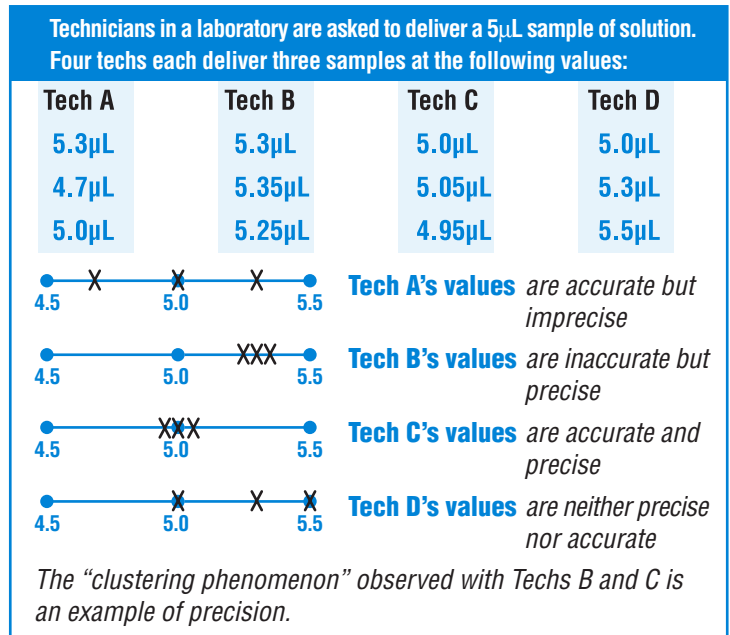 Technicians in a laboratory are asked to deliver a 5µL sample of solution.
Four techs each deliver three samples at the following values:
Tech A Tech B Tech C Tech D
5.3µL 5.3µL 5.0µL 5.0µL
4.7µL 5.35µL 5.05µL 5.3µL
5.0µL 5.25µL 4.95µL 5.5µL
4.5 5.0 5.5 Tech A's values are accurate but
imprecise
4.5 5.0 5.5 Tech B's values are inaccurate but
precise
4.5 5.0 5.5 Tech C's values are accurate and
precise
4.5 5.0 5.5 Tech D's values are neither precise
nor accurate
The “clustering phenomenon” observed with Techs B and C is
an example of precision.